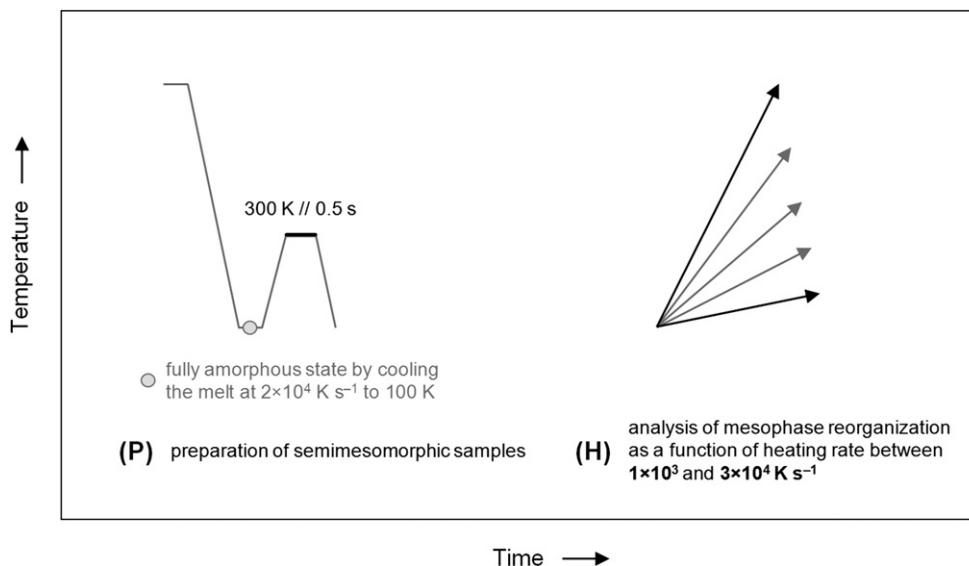 Temperature
300 K // 0.5 s
fully amorphous state by cooling
the melt at 2×10⁴ K s⁻¹ to 100 K
(P) preparation of semimesomorphic samples
analysis of mesophase reorganization
(H) as a function of heating rate between
1×10³ and 3×10⁴ K s⁻¹
Time